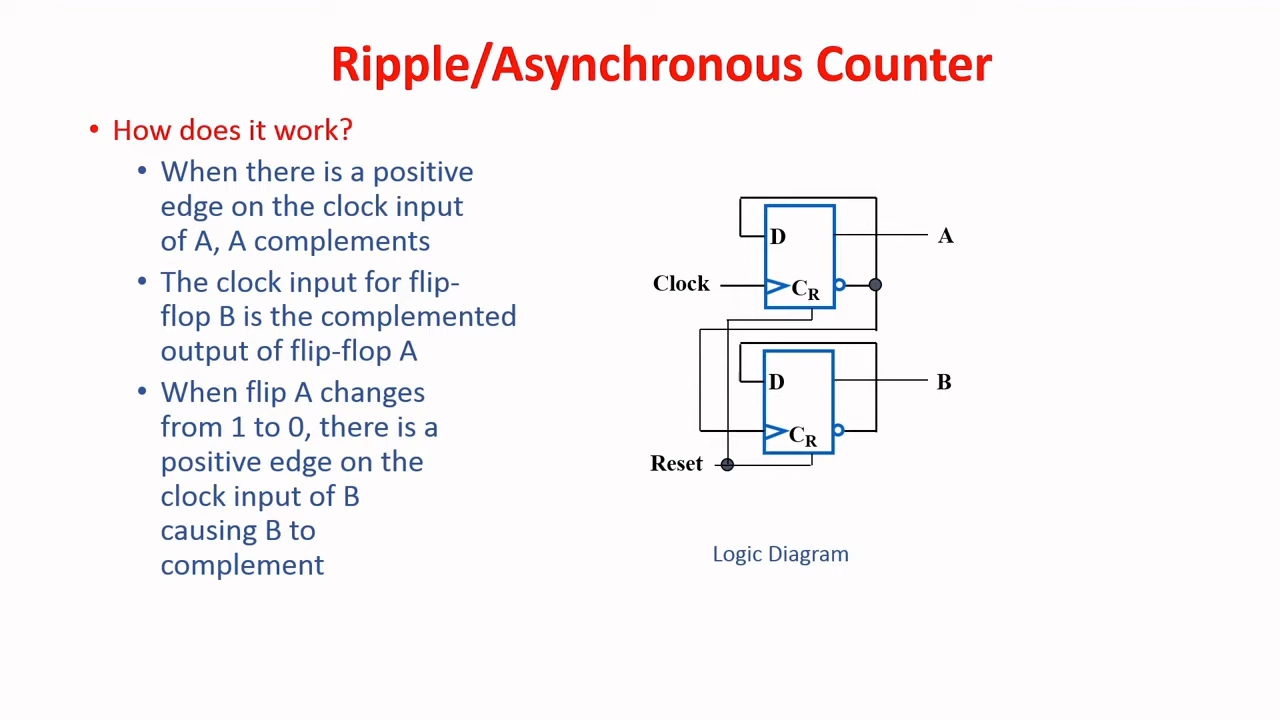 Ripple/Asynchronous Counter
• How does it work?
• When there is a positive
edge on the clock input
of A, A complements
• The clock input for flip-
flop B is the complemented
output of flip-flop A
• When flip A changes
from 1 to 0, there is a
positive edge on the
clock input of B
causing B to
complement
D
A
Clock
CR
D
B
CR
Reset
Logic Diagram